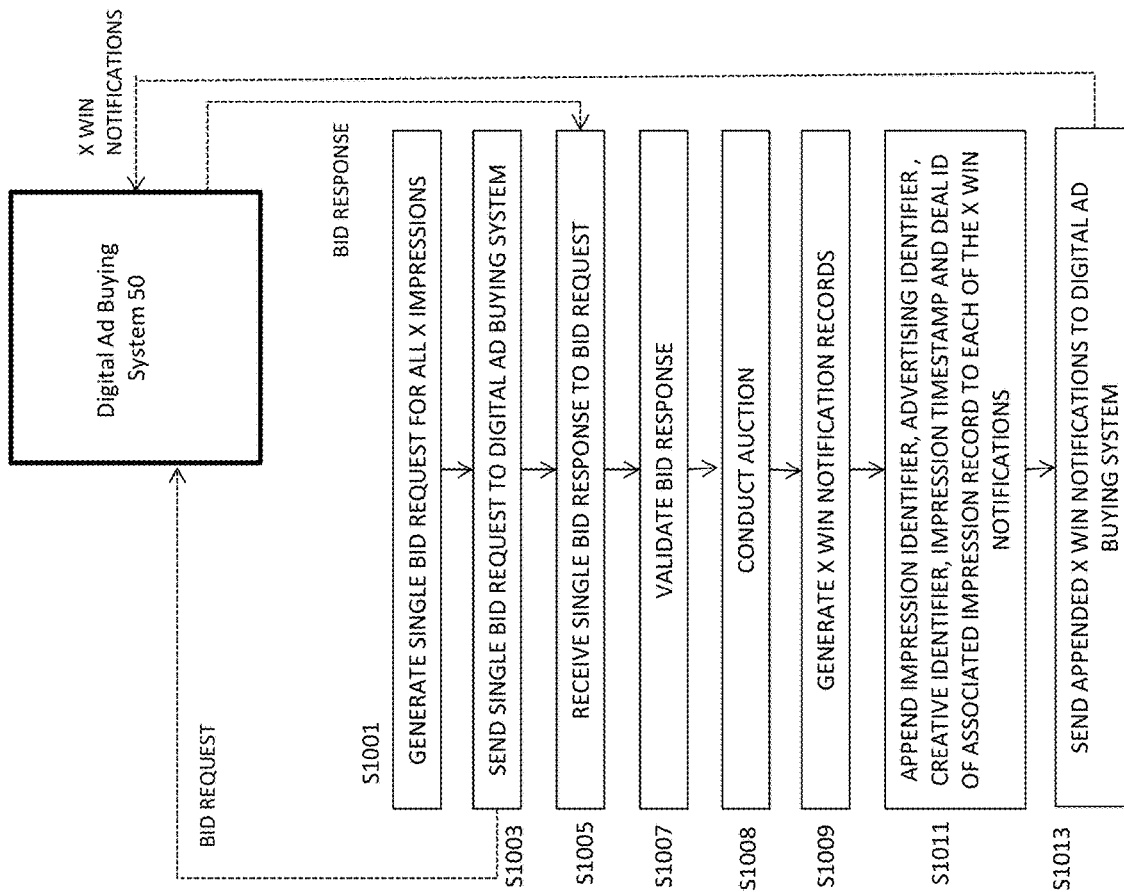 Digital Ad Buying
System 50
X WIN
NOTIFICATIONS
BID REQUEST
BID RESPONSE
S1001
GENERATE SINGLE BID REQUEST FOR ALL X IMPRESSIONS
S1003
SEND SINGLE BID REQUEST TO DIGITAL AD BUYING SYSTEM
S1005
RECEIVE SINGLE BID RESPONSE TO BID REQUEST
S1007
VALIDATE BID RESPONSE
S1008
CONDUCT AUCTION
S1009
GENERATE X WIN NOTIFICATION RECORDS
S1011
APPEND IMPRESSION IDENTIFIER, ADVERTISING IDENTIFIER,
CREATIVE IDENTIFIER, IMPRESSION TIMESTAMP AND DEAL ID
OF ASSOCIATED IMPRESSION RECORD TO EACH OF THE X WIN
NOTIFICATIONS
S1013
SEND APPENDED X WIN NOTIFICATIONS TO DIGITAL AD
BUYING SYSTEM